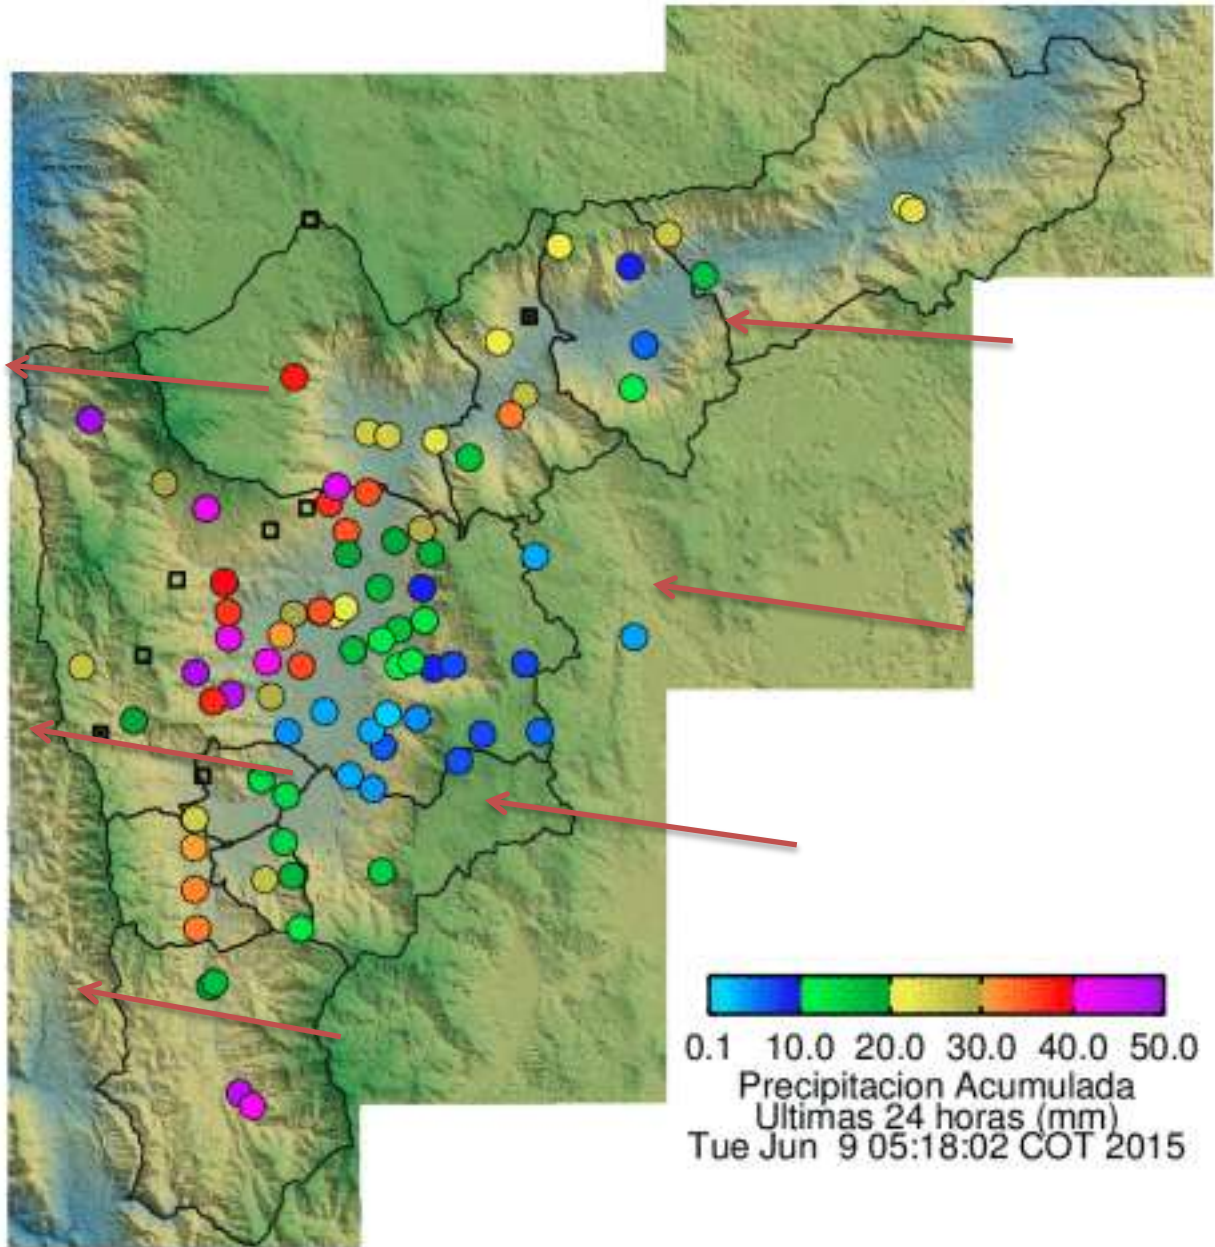 0.1 10.0 20.0 30.0 40.0 50.0
Precipitacion Acumulada
Ultimas 24 horas (mm)
Tue Jun 9 05:18:02 COT 2015